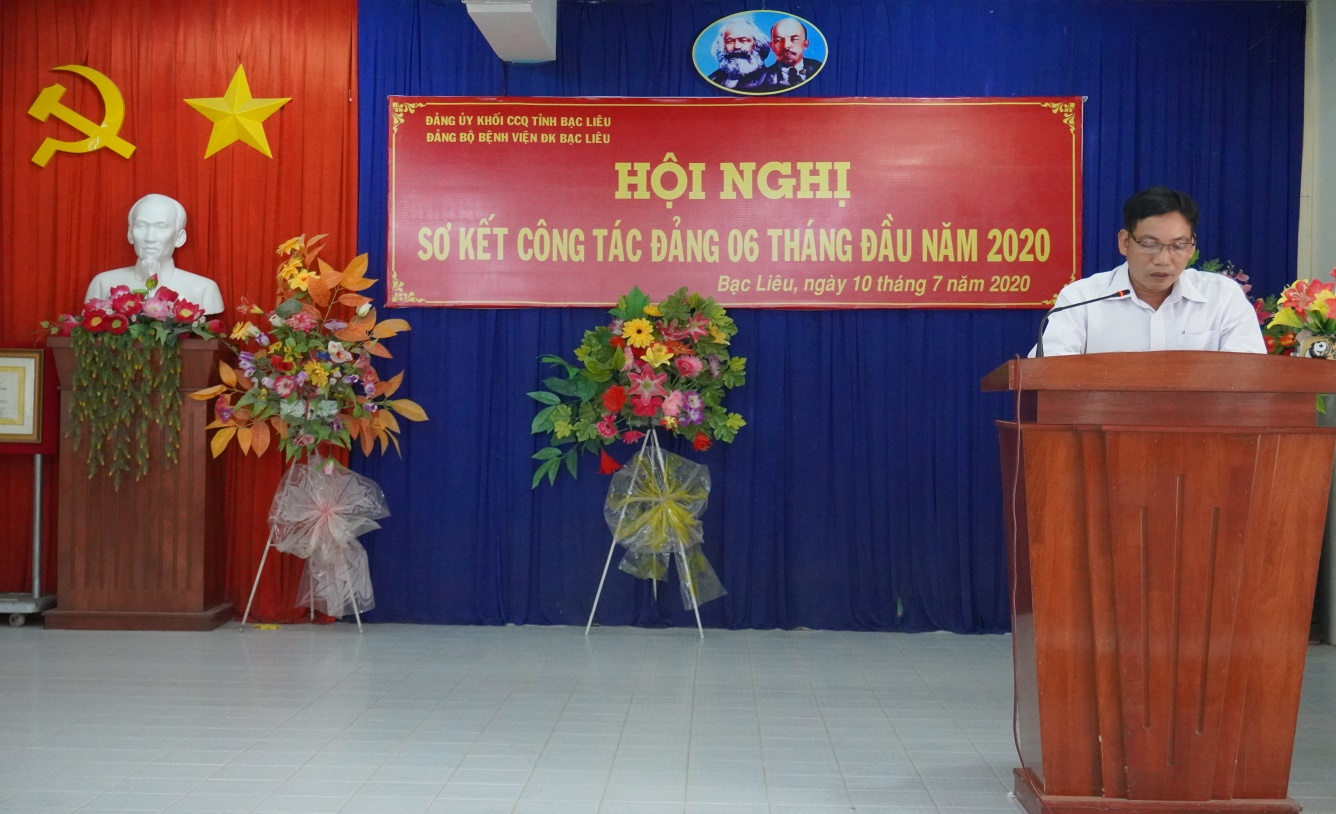 ĐẢNG ỦY KHỐI CCQ TỈNH BẠC LIÊU
ĐẢNG BỘ BỆNH VIỆN ĐK BẠC LIÊU
HỘI NGHỊ
SƠ KẾT CÔNG TÁC ĐẢNG 06 THÁNG ĐẦU NĂM 2020
Bạc Liêu, ngày 10 tháng 7 năm 2020